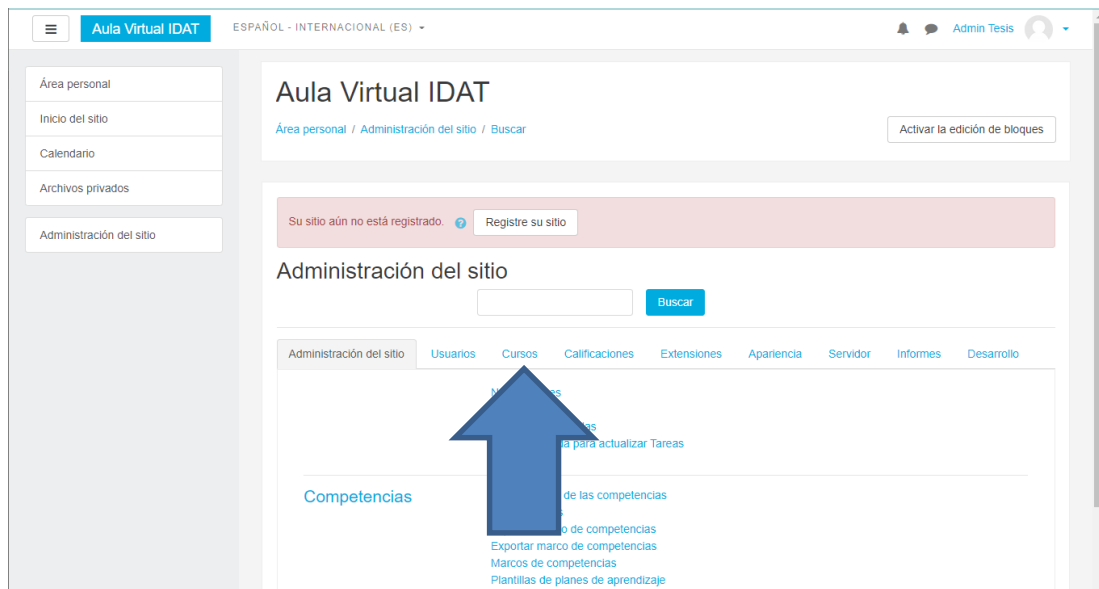 Aula Virtual IDAT ESPAÑOL - INTERNACIONAL (ES) Admin Tesis
Área personal
Inicio del sitio
Calendario
Archivos privados
Administración del sitio
Aula Virtual IDAT
Área personal / Administración del sitio / Buscar
Activar la edición de bloques
Su sitio aún no está registrado. Registre su sitio
Administración del sitio
Buscar
Administración del sitio Usuarios Cursos Calificaciones Extensiones Apariencia Servidor Informes Desarrollo
para actualizar Tareas
Competencias
de las competencias
de competencias
Exportar marco de competencias
Marcos de competencias
Plantillas de planes de aprendizaje